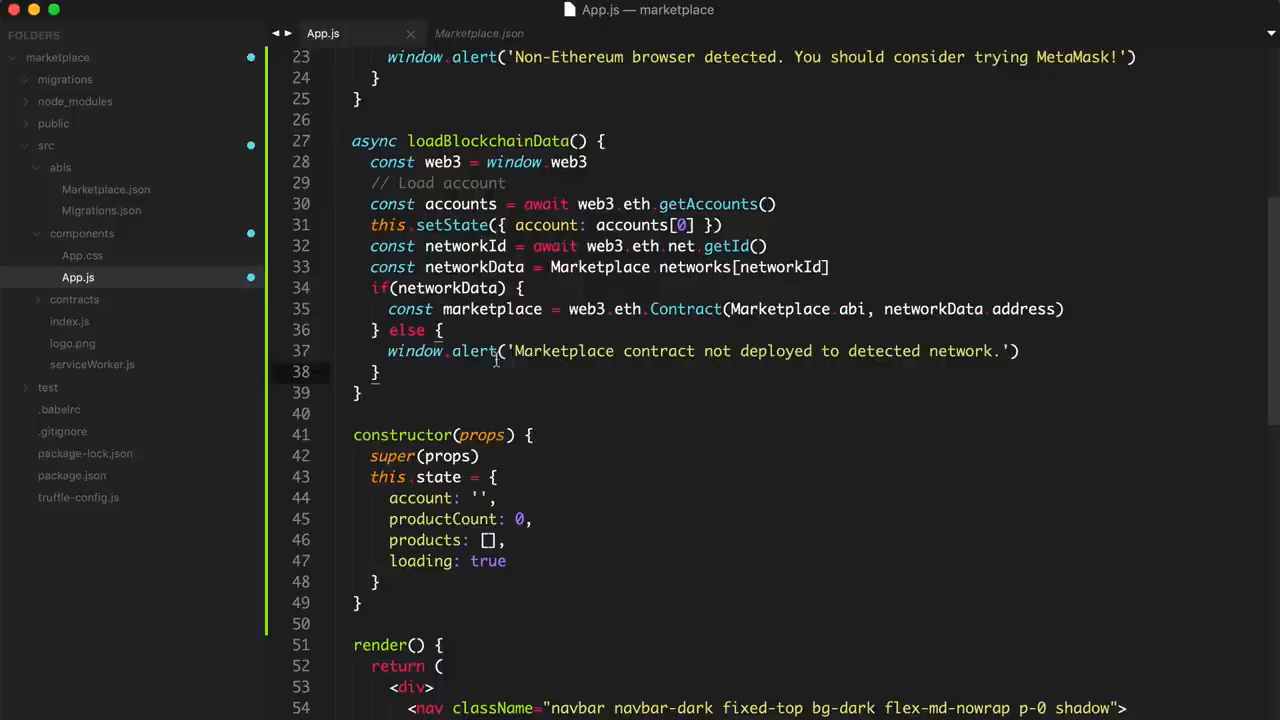 App.js — marketplace
FOLDERS
marketplace
migrations
node_modules
public
src
abis
Marketplace.json
Migrations.json
components
App.css
App.js
contracts
index.js
logo.png
serviceWorker.js
test
.babelrc
.gitignore
package-lock.json
package.json
truffle-config.js
App.js
Marketplace.json
23 window.alert('Non-Ethereum browser detected. You should consider trying MetaMask!')
24 }
25 }
26
27 async loadBlockchainData() {
28 const web3 = window.web3
29 // Load account
30 const accounts = await web3.eth.getAccounts()
31 this.setState({ account: accounts[0] })
32 const networkId = await web3.eth.net.getId()
33 const networkData = Marketplace.networks[networkId]
34 if(networkData) {
35 const marketplace = web3.eth.Contract(Marketplace.abi, networkData.address)
36 } else {
37 window.alert('Marketplace contract not deployed to detected network.')
38 }
39 }
40
41 constructor(props) {
42 super(props)
43 this.state = {
44 account: '',
45 productCount: 0,
46 products: [],
47 loading: true
48 }
49 }
50
51 render() {
52 return (
53 <div>
54 <nav className="navbar navbar-dark fixed-top bg-dark flex-md-nowrap p-0 shadow">